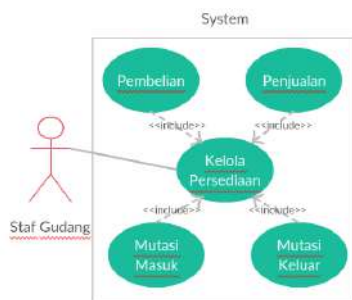 System
Pembelian
Penjualan
<<include>>
<<include>>
Kelola
Persediaan
Staf Gudang
<<include>>
<<include>>
Mutasi
Masuk
Mutasi
Keluar